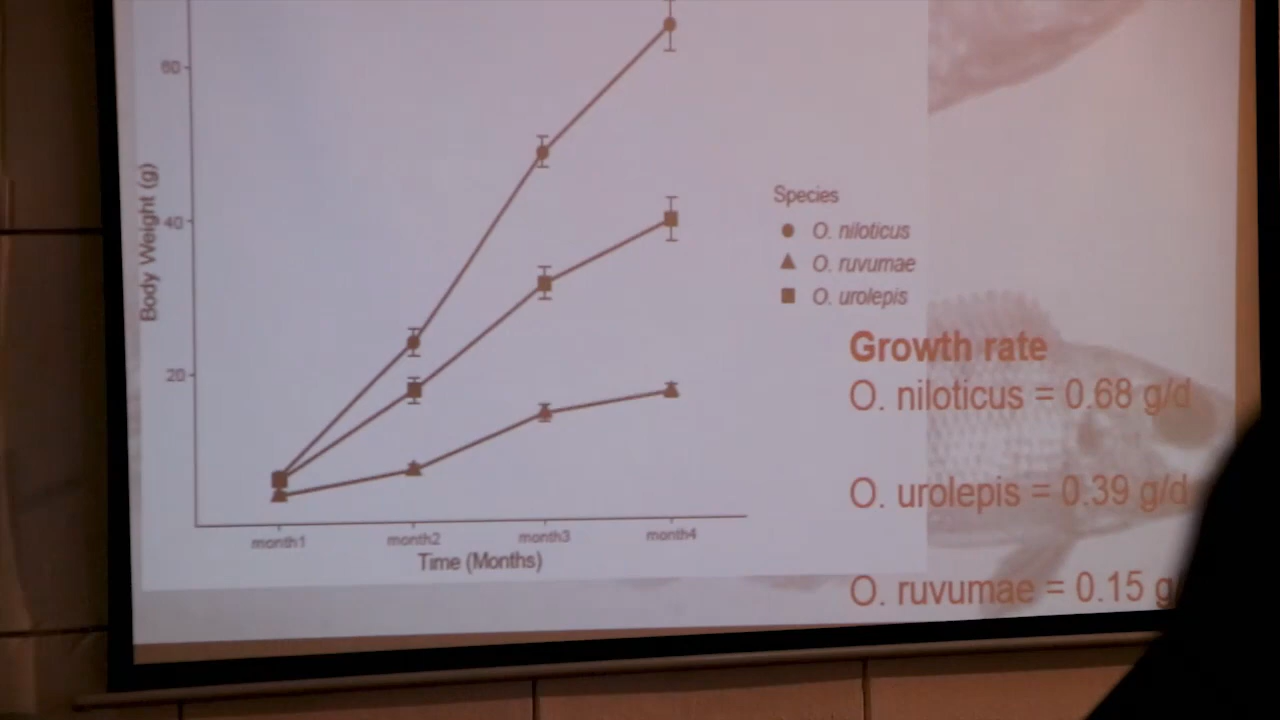 60
40
20
Body Weight (g)
month1 month2 month3 month4
Time (Months)
Species
O. niloticus
O. ruvumae
O. urolepis
Growth rate
O. niloticus = 0.68 g/d
O. urolepis = 0.39 g/d
O. ruvumae = 0.15 g/